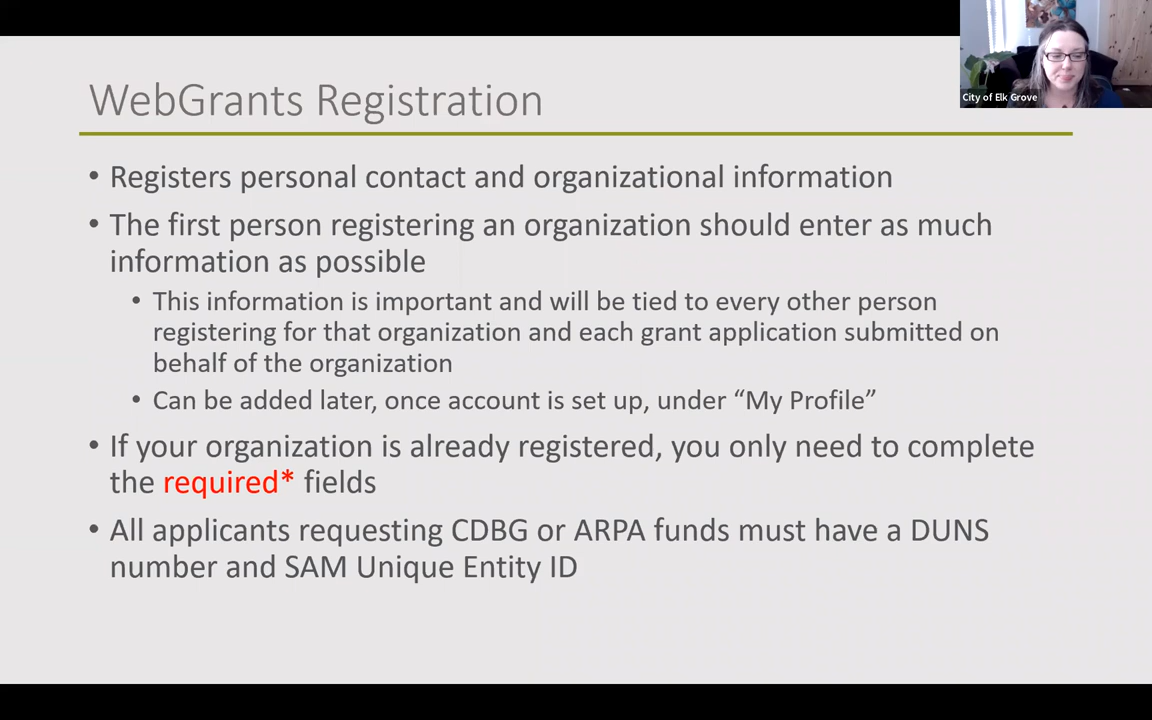 WebGrants Registration
City of Elk Grove
• Registers personal contact and organizational information
• The first person registering an organization should enter as much
information as possible
• This information is important and will be tied to every other person
registering for that organization and each grant application submitted on
behalf of the organization
• Can be added later, once account is set up, under “My Profile”
• If your organization is already registered, you only need to complete
the required* fields
• All applicants requesting CDBG or ARPA funds must have a DUNS
number and SAM Unique Entity ID